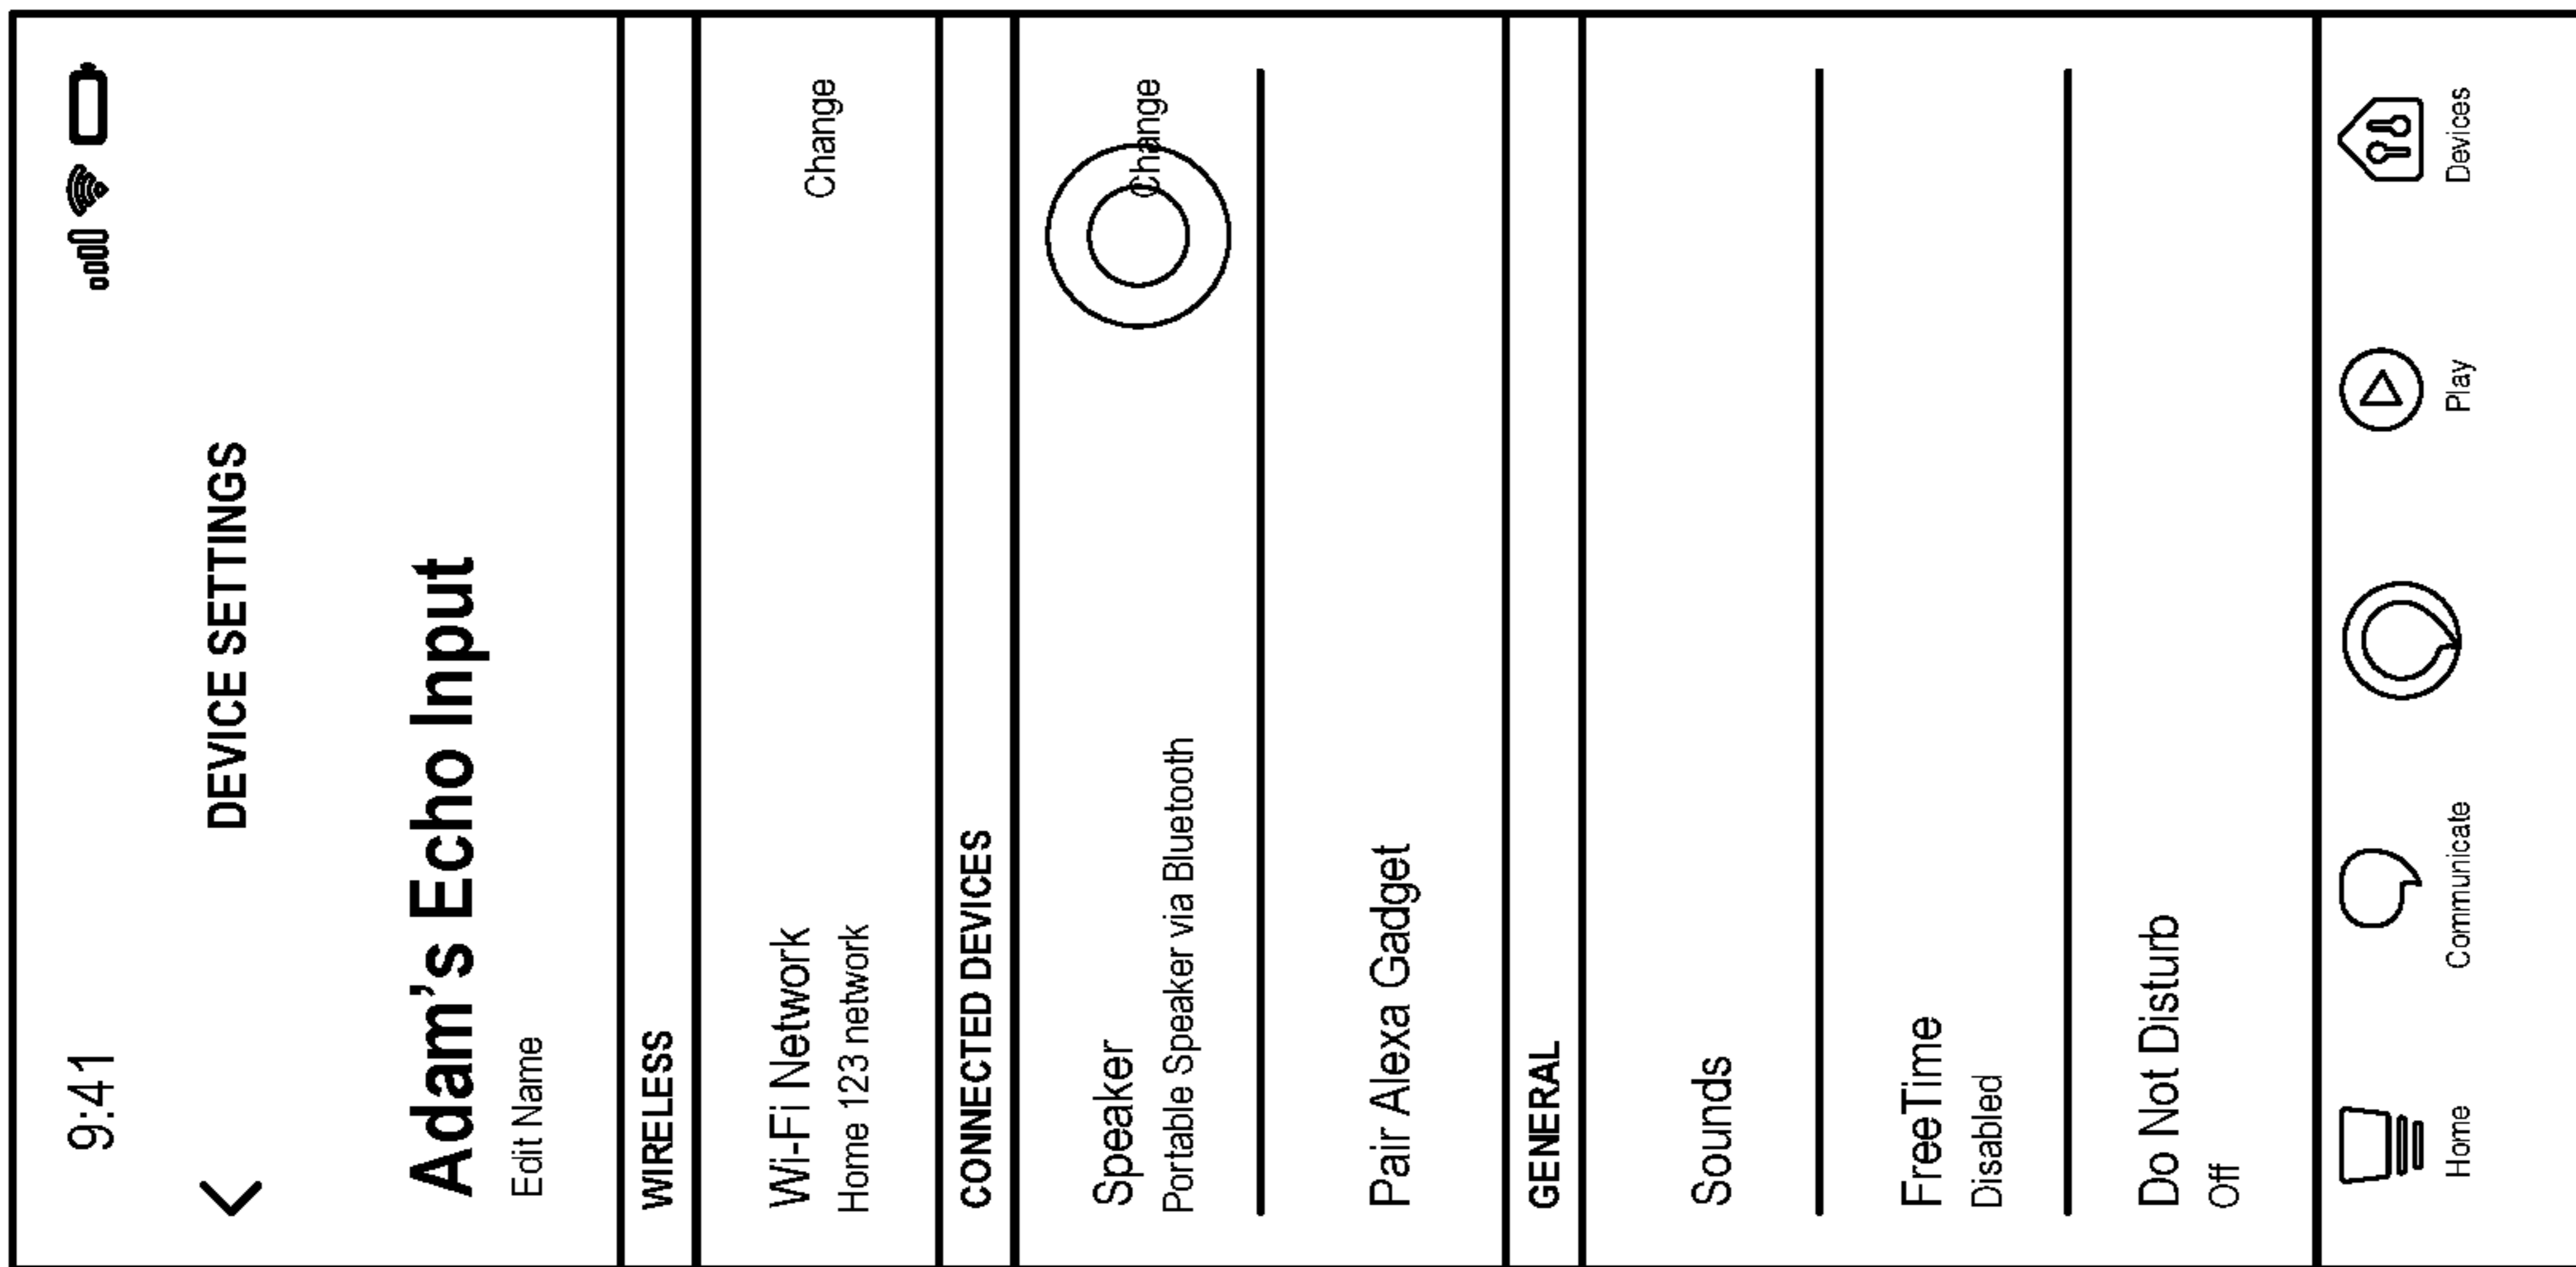 9:41
DEVICE SETTINGS
Adam's Echo Input
Edit Name
WIRELESS
Wi-Fi Network
Change
Home 123 network
CONNECTED DEVICES
Speaker
Change
Portable Speaker via Bluetooth
Pair Alexa Gadget
GENERAL
Sounds
FreeTime
Disabled
Do Not Disturb
Off
Home
Communicate
Play
Devices